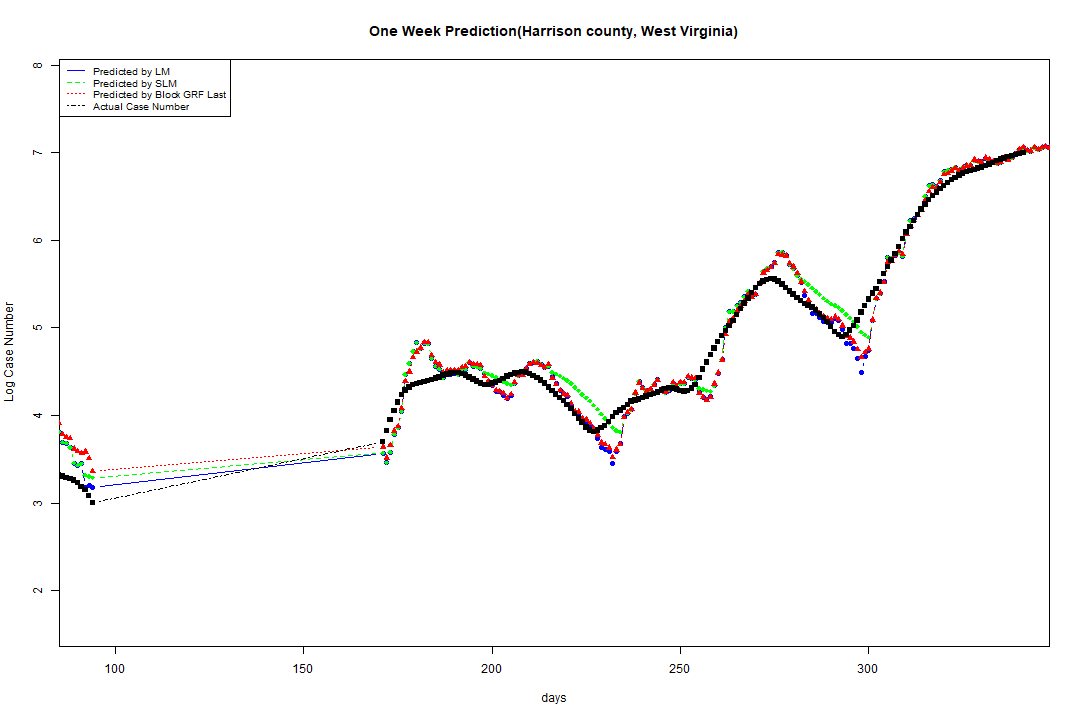 One Week Prediction(Harrison county, West Virginia)
Predicted by LM
Predicted by SLM
Predicted by Block GRF Last
Actual Case Number
8
7
6
5
4
3
2
Log Case Number
100 150 200 250 300
days